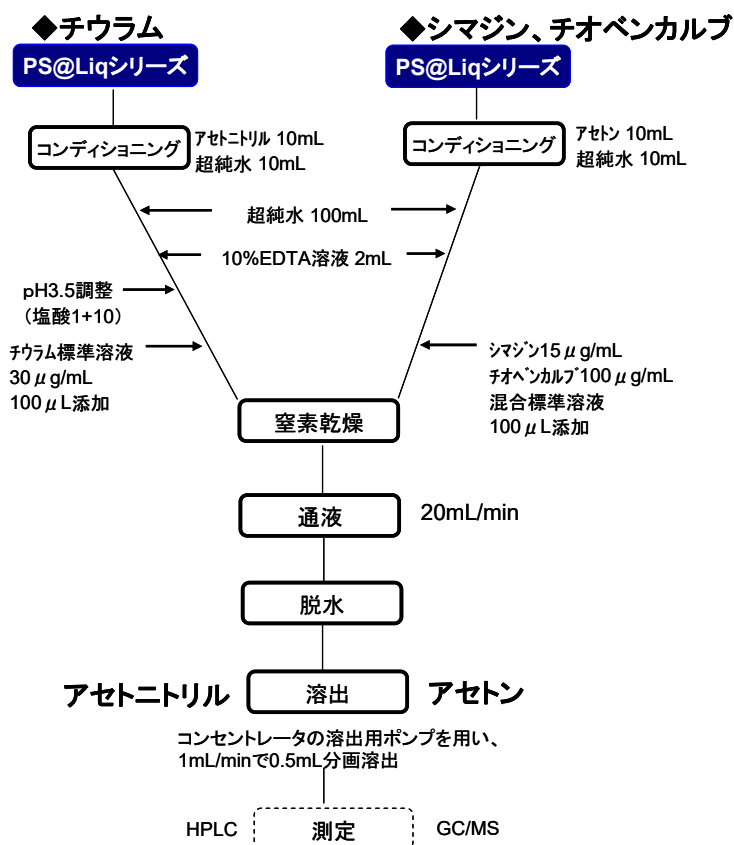 ◆チウラム
◆シマジン、チオベンカルブ
PS@Liqシリーズ
PS@Liqシリーズ
コンディショニング
ｱｾﾄﾆﾄﾘﾙ 10mL
超純水 10mL
コンディショニング
ｱｾﾄﾝ 10mL
超純水 10mL
超純水 100mL
10%EDTA溶液 2mL
pH3.5調整
（塩酸1+10）
ﾁｳﾗﾑ標準溶液
30μg/mL
100μL添加
ｼﾏｼﾞﾝ15μg/mL
ﾁｵﾍﾞﾝｶﾙﾌﾞ100μg/mL
混合標準溶液
100μL添加
窒素乾燥
通液
20mL/min
脱水
アセトニトリル
溶出
アセトン
コンセントレータの溶出用ポンプを用い、
1mL/minで0.5mL分画溶出
HPLC
測定
GC/MS